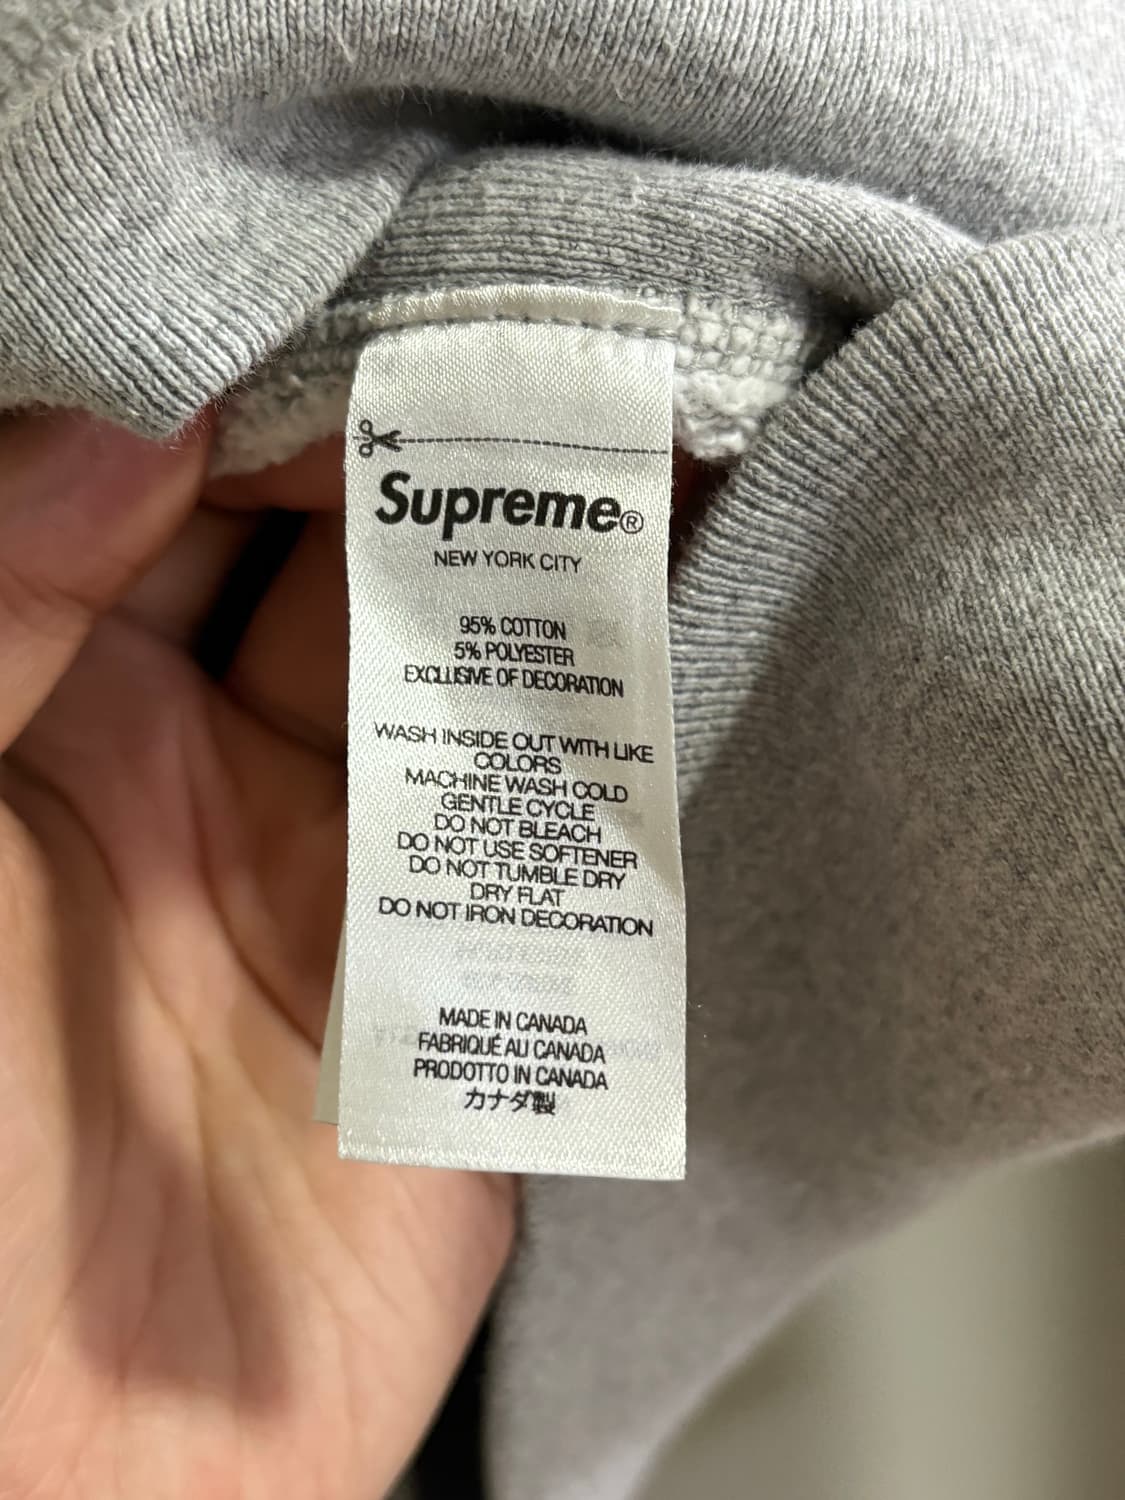 Supreme®
NEW YORK CITY
95% COTTON
5% POLYESTER
EXCLUSIVE OF DECORATION
WASH INSIDE OUT WITH LIKE
COLORS
MACHINE WASH COLD
GENTLE CYCLE
DO NOT BLEACH
DO NOT USE SOFTENER
DO NOT TUMBLE DRY
DRY FLAT
DO NOT IRON DECORATION
MADE IN CANADA
FABRIQUÉ AU CANADA
PRODOTTO IN CANADA
カナダ製